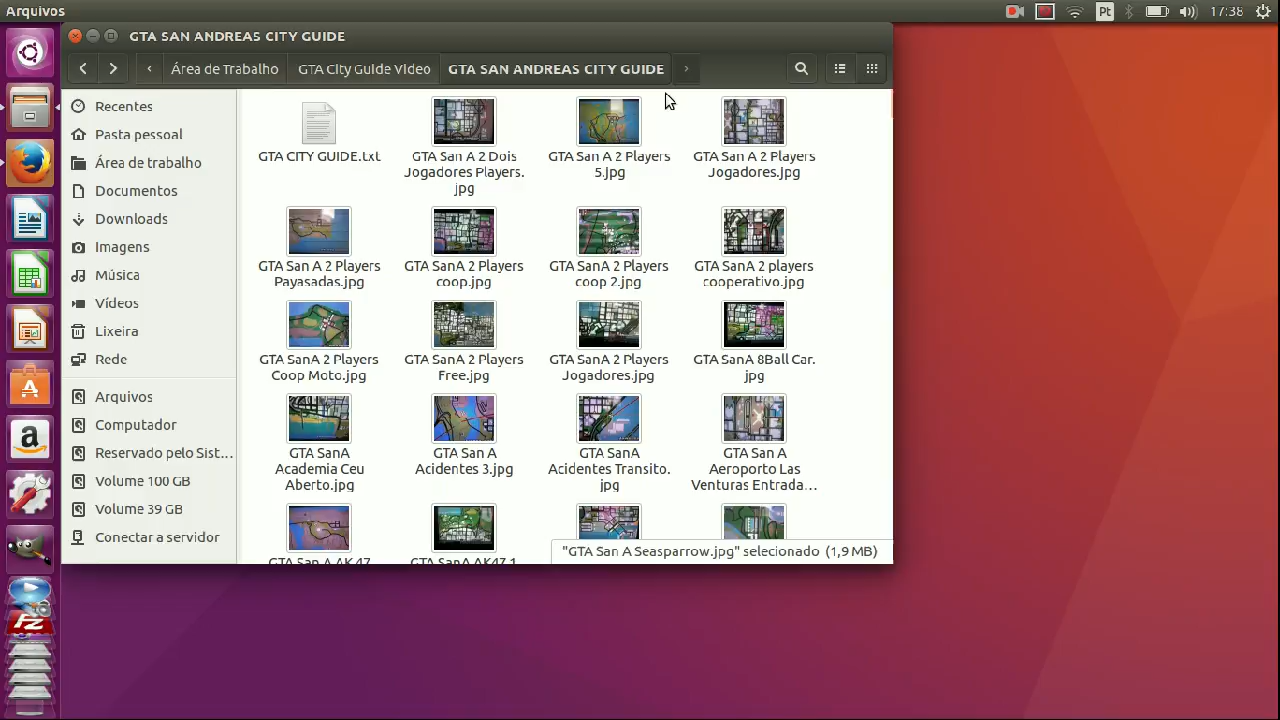 Arquivos
Pt
17:38
GTA SAN ANDREAS CITY GUIDE
Área de Trabalho
GTA City Guide Video
GTA SAN ANDREAS CITY GUIDE
Recentes
Pasta pessoal
Área de trabalho
Documentos
Downloads
Imagens
Música
Vídeos
Lixeira
Rede
Arquivos
Computador
Reservado pelo Sist...
Volume 100 GB
Volume 39 GB
Conectar a servidor
GTA CITY GUIDE.txt
GTA San A 2 Dois
Jogadores Players.
jpg
GTA San A 2 Players
5.jpg
GTA San A 2 Players
Jogadores.jpg
GTA San A 2 Players
Payasadas.jpg
GTA SanA 2 Players
coop.jpg
GTA SanA 2 Players
coop 2.jpg
GTA SanA 2 players
cooperativo.jpg
GTA SanA 2 Players
Coop Moto.jpg
GTA SanA 2 Players
Free.jpg
GTA SanA 2 Players
Jogadores.jpg
GTA SanA 8Ball Car.
jpg
GTA SanA
Academia Ceu
Aberto.jpg
GTA San A
Acidentes 3.jpg
GTA SanA
Acidentes Transito.
jpg
GTA San A
Aeroporto Las
Venturas Entrada...
GTA San A AK 47
GTA SanA AK47 1
"GTA San A Seasparrow.jpg" selecionado (1,9 MB)